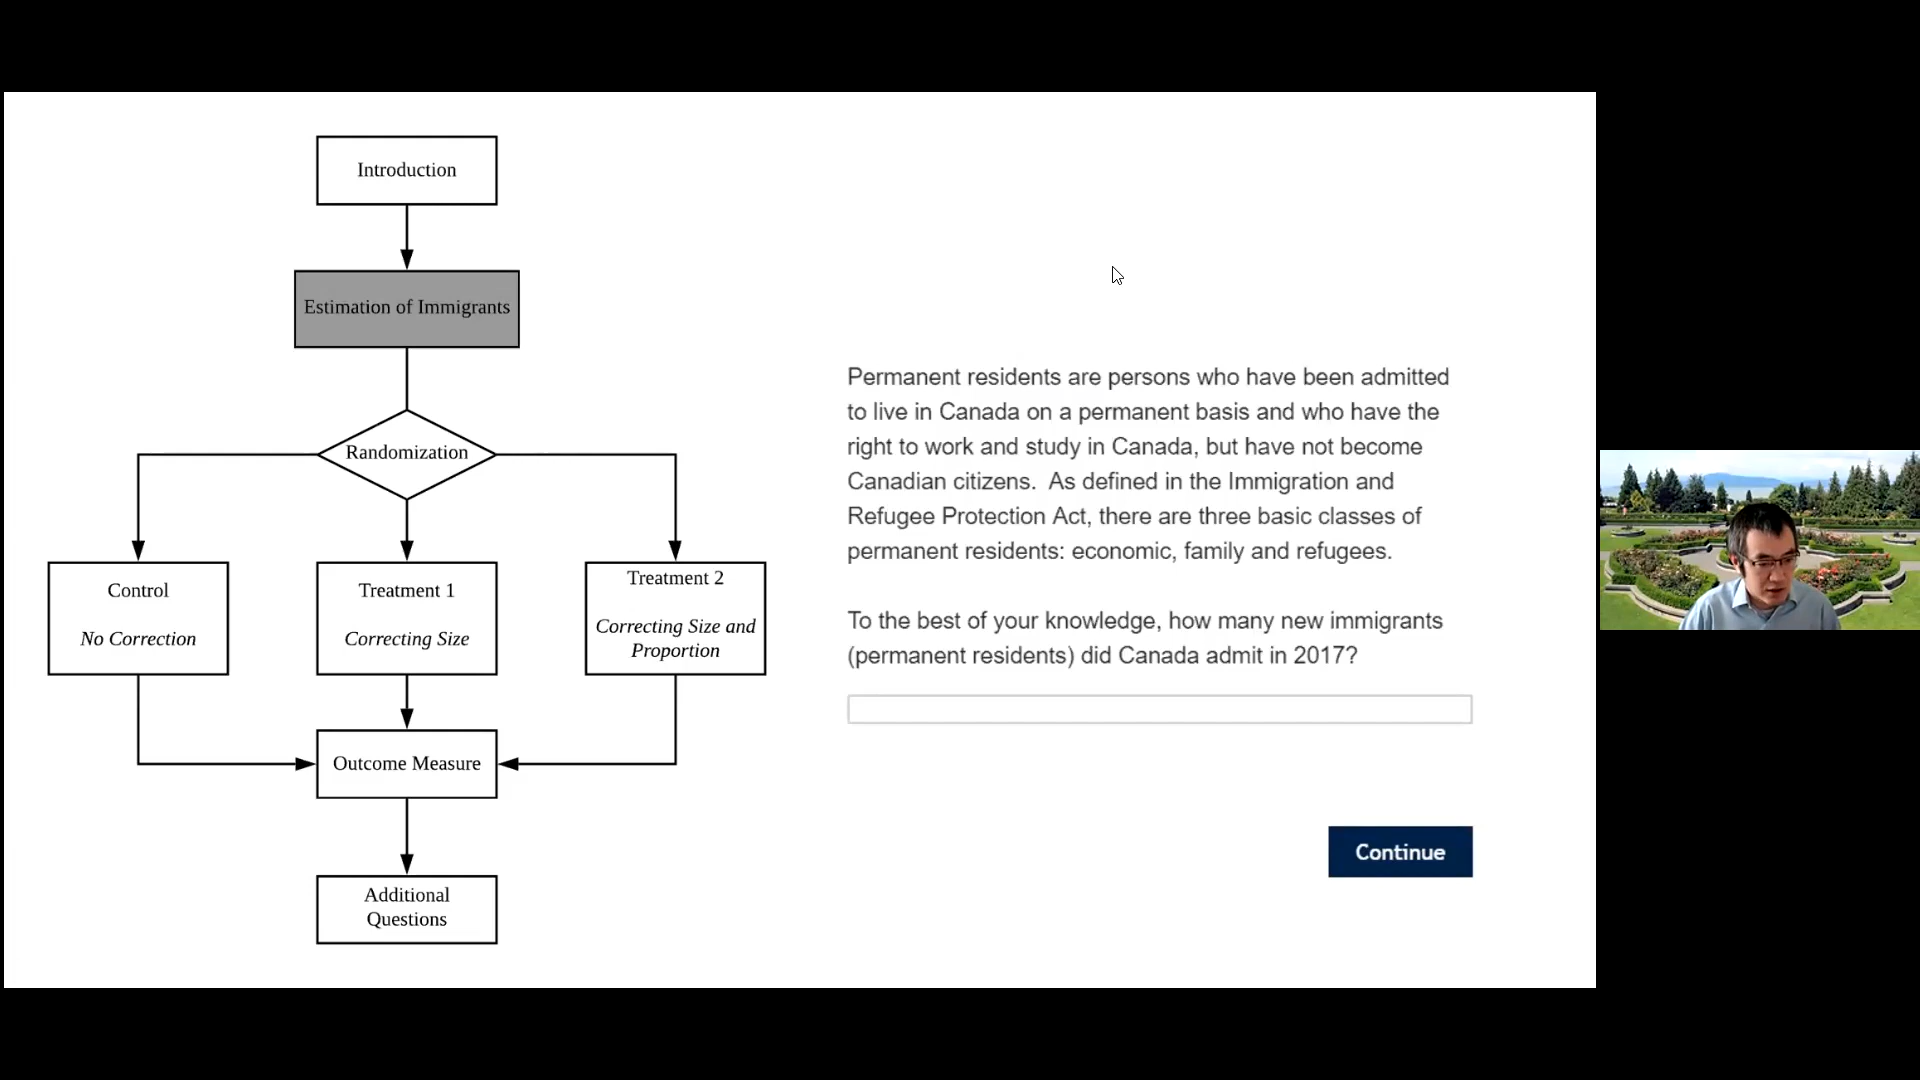 Introduction
Estimation of Immigrants
Randomization
Control
No Correction
Treatment 1
Correcting Size
Treatment 2
Correcting Size and
Proportion
Outcome Measure
Additional
Questions
Permanent residents are persons who have been admitted
to live in Canada on a permanent basis and who have the
right to work and study in Canada, but have not become
Canadian citizens.  As defined in the Immigration and
Refugee Protection Act, there are three basic classes of
permanent residents: economic, family and refugees.
To the best of your knowledge, how many new immigrants
(permanent residents) did Canada admit in 2017?
Continue